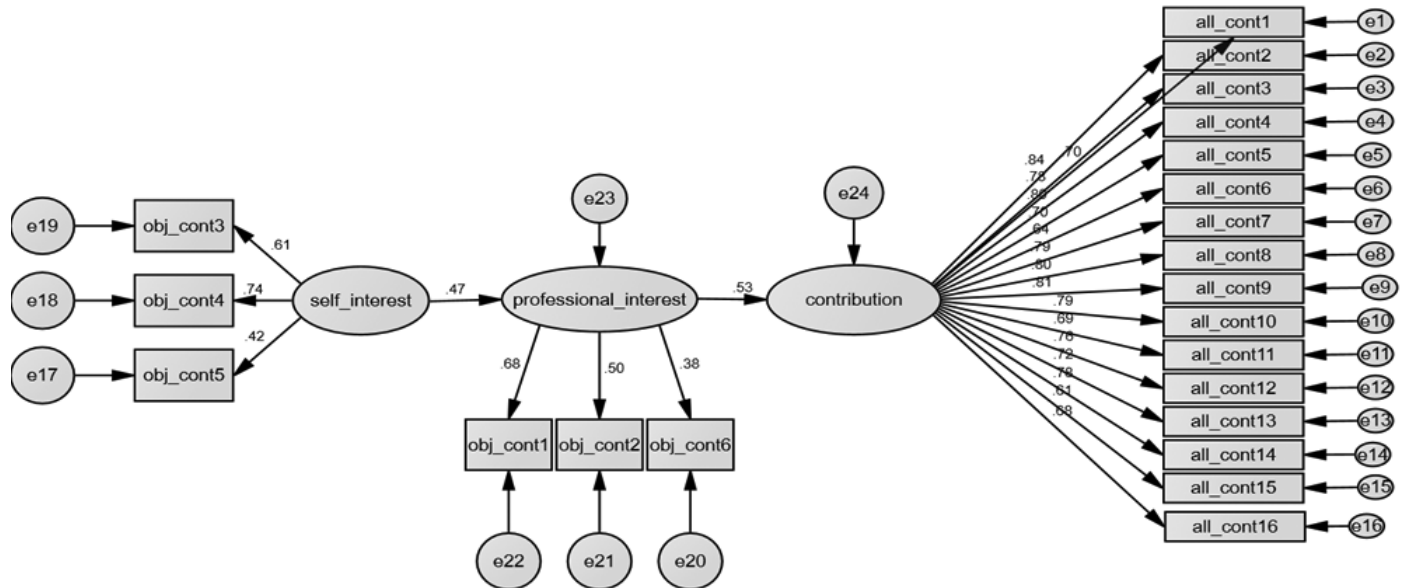 all_cont1 e1
all_cont2 e2
all_cont3 e3
all_cont4 e4
.84 .70
all_cont5 e5
.78
e23
e24
all_cont6 e6
.80
e19 obj_cont3
.70
all_cont7 e7
.64
.61
.79
all_cont8 e8
.80
e18 obj_cont4 .74 self_interest .47 professional_interest .53 contribution
.81
all_cont9 e9
.79
all_cont10 e10
.69
.42
.76
all_cont11 e11
.72
e17 obj_cont5
.68 .50 .38
.78
all_cont12 e12
.61
.68
all_cont13 e13
obj_cont1 obj_cont2 obj_cont6
all_cont14 e14
all_cont15 e15
all_cont16 e16
e22 e21 e20